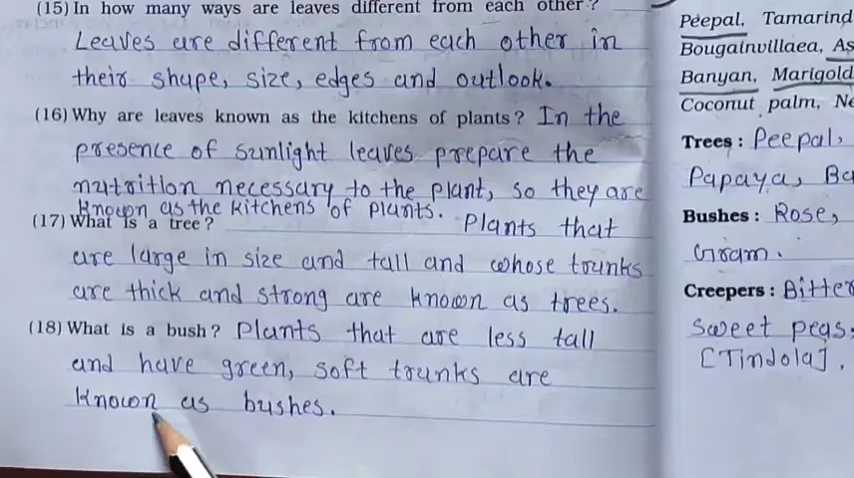 (15) In how many ways are leaves different from each other?
Leaves are different from each other in
their shape, size, edges and outlook.
(16) Why are leaves known as the kitchens of plants? In the
presence of sunlight leaves prepare the
nutrition necessary to the plant, so they are
known as the kitchens of plants.
(17) What is a tree? Plants that
are large in size and tall and whose trunks
are thick and strong are known as trees.
(18) What is a bush? Plants that are less tall
and have green, soft trunks are
known as bushes.
Peepal, Tamarind
Bougainvillaea, As
Banyan, Marigold
Coconut palm, Ne
Trees : Peepal,
Papaya, Ba
Bushes : Rose,
Gram.
Creepers : Bitter
Sweet peas,
[Tindola].